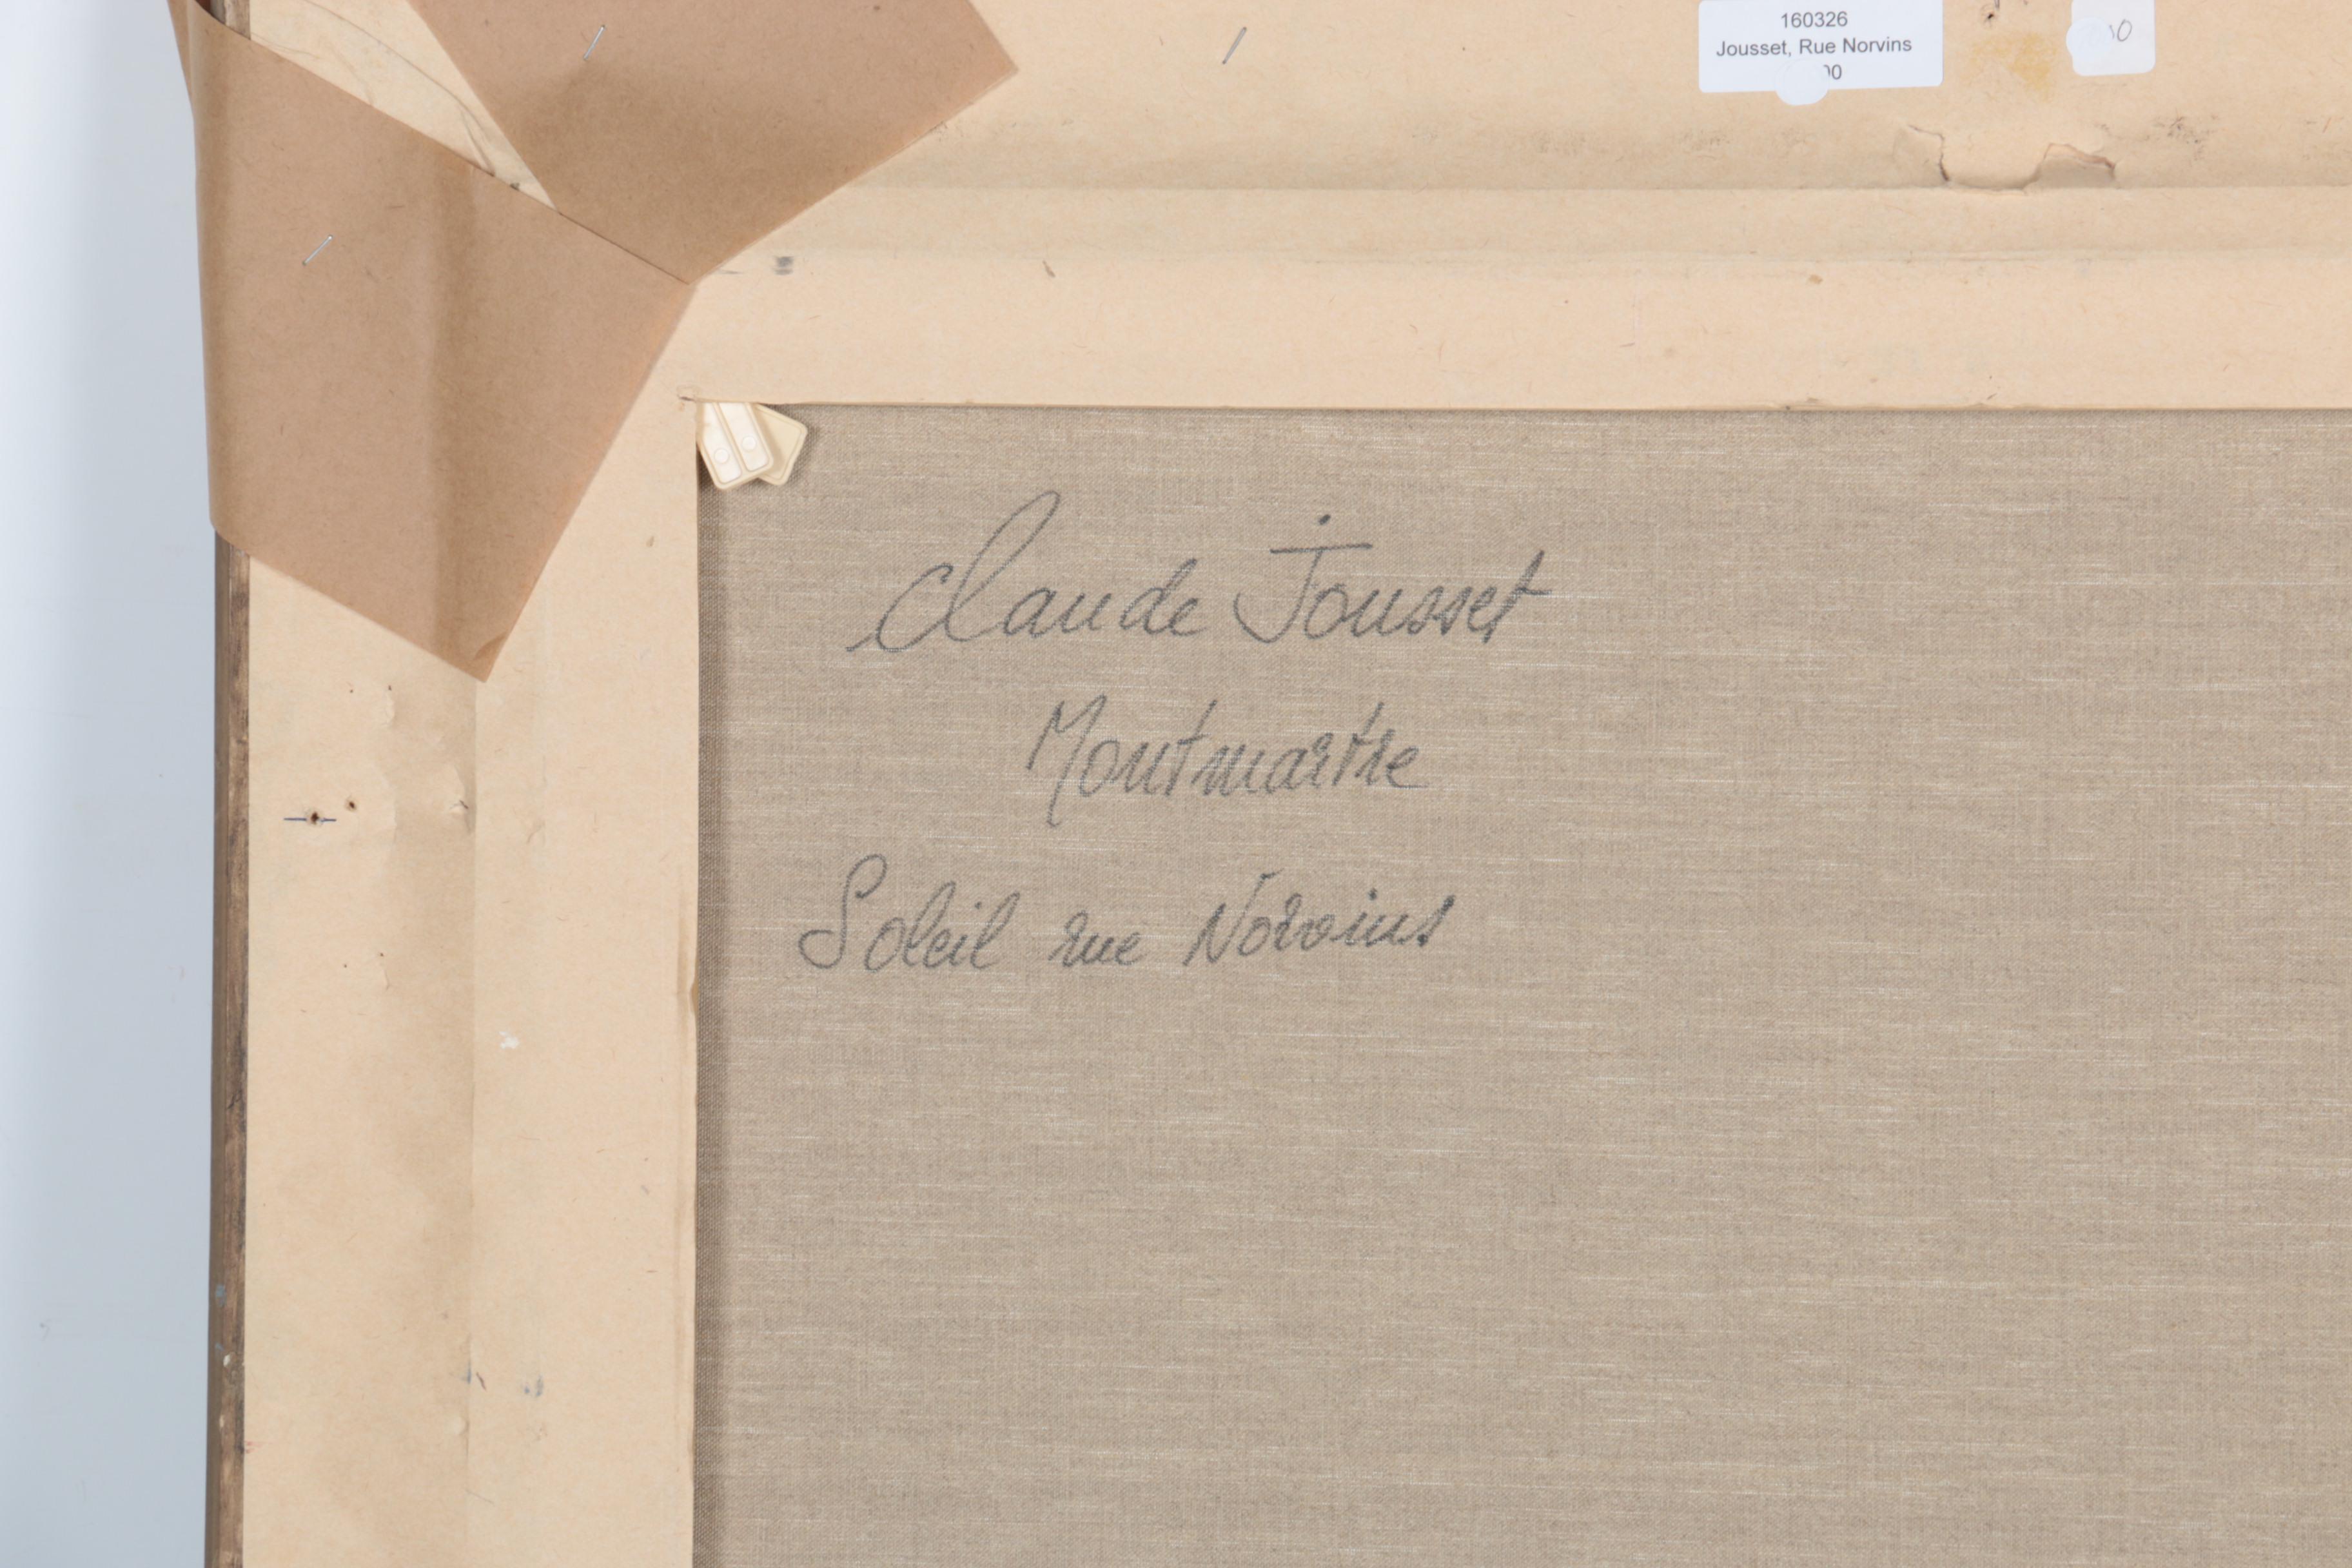 160326
Jousset, Rue Norvins
Claude Jousset
Montmartre
Soleil rue Norvins